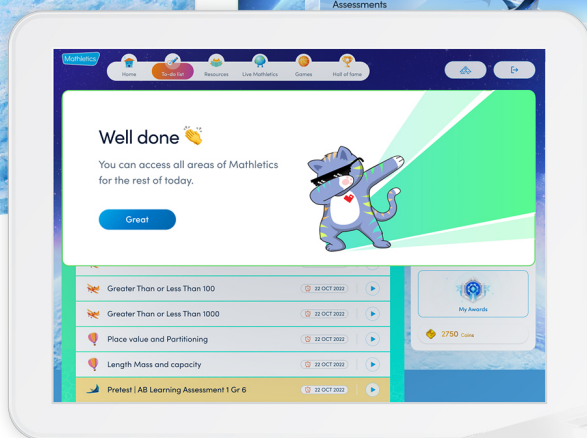 Assessments
Mathletics
Home
To-do list
Resources
Live Mathletics
Games
Hall of fame
Well done
You can access all areas of Mathletics
for the rest of today.
Great
Greater Than or Less Than 100
22 OCT 2022
Greater Than or Less Than 1000
22 OCT 2022
Place value and Partitioning
22 OCT 2022
Length Mass and capacity
22 OCT 2022
Pretest | AB Learning Assessment 1 Gr 6
22 OCT 2022
My Awards
2750 Coins